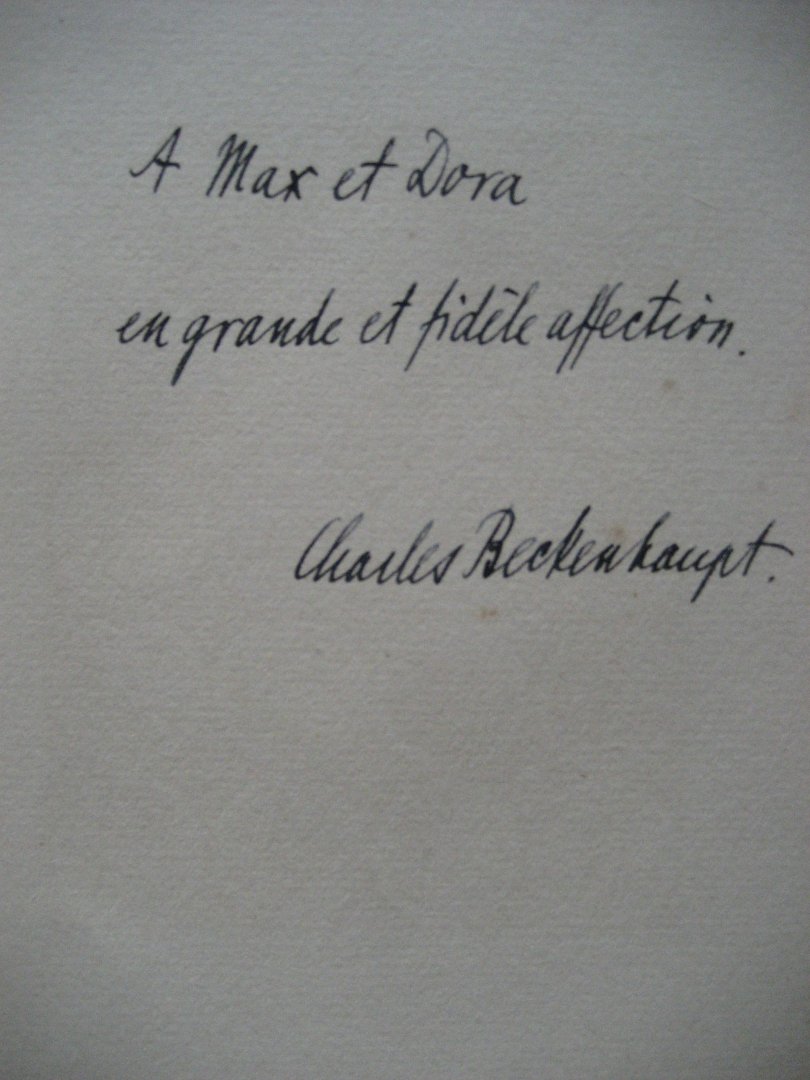 A Max et Dora
en grande et fidèle affection.
Charles Beckenhaupt.